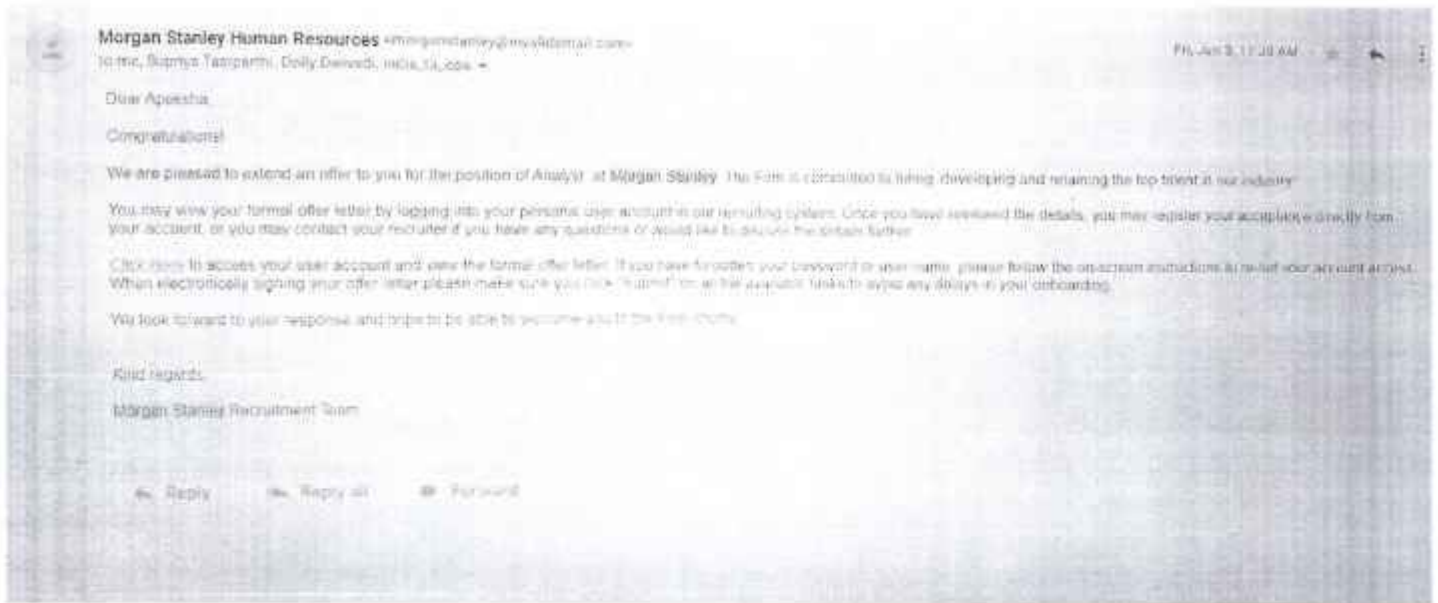 Morgan Stanley Human Resources
to me,
Fri, Jun 3, 11:20 AM
Dear Apeksha
Congratulations!
We are pleased to extend an offer to you for the position of Analyst at Morgan Stanley. The Firm is committed to hiring, developing and retaining the top talent in our industry.
You may view your formal offer letter by logging into your personal user account in our recruiting system. Once you have reviewed the details, you may register your acceptance directly from
your account, or you may contact your recruiter if you have any questions or would like to discuss the details further.
Click Here to access your user account and view the formal offer letter. If you have forgotten your password or user name, please follow the on-screen instructions to reset your account access.
When electronically signing your offer letter please make sure you click "Submit" on all the available tasks to avoid any delays in your onboarding.
We look forward to your response and hope to be able to welcome you to the Firm
Kind regards,
Morgan Stanley Recruitment Team
Reply Reply all Forward